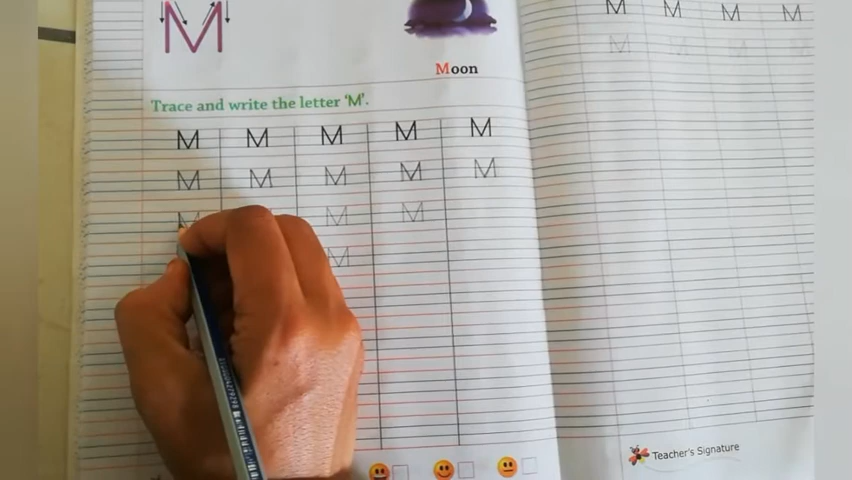 M
Moon
Trace and write the letter 'M'.
M M M M M
M M M M M
M M M
M
M M M M
M
Teacher's Signature